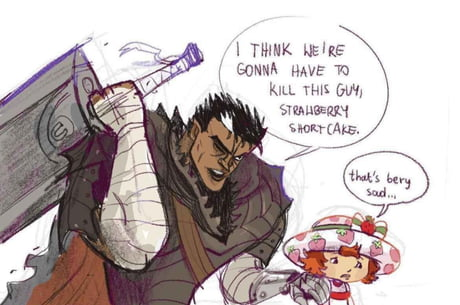 I THINK WE'RE
GONNA HAVE TO
KILL THIS GUY,
STRAWBERRY
SHORTCAKE.
that's bery
sad...